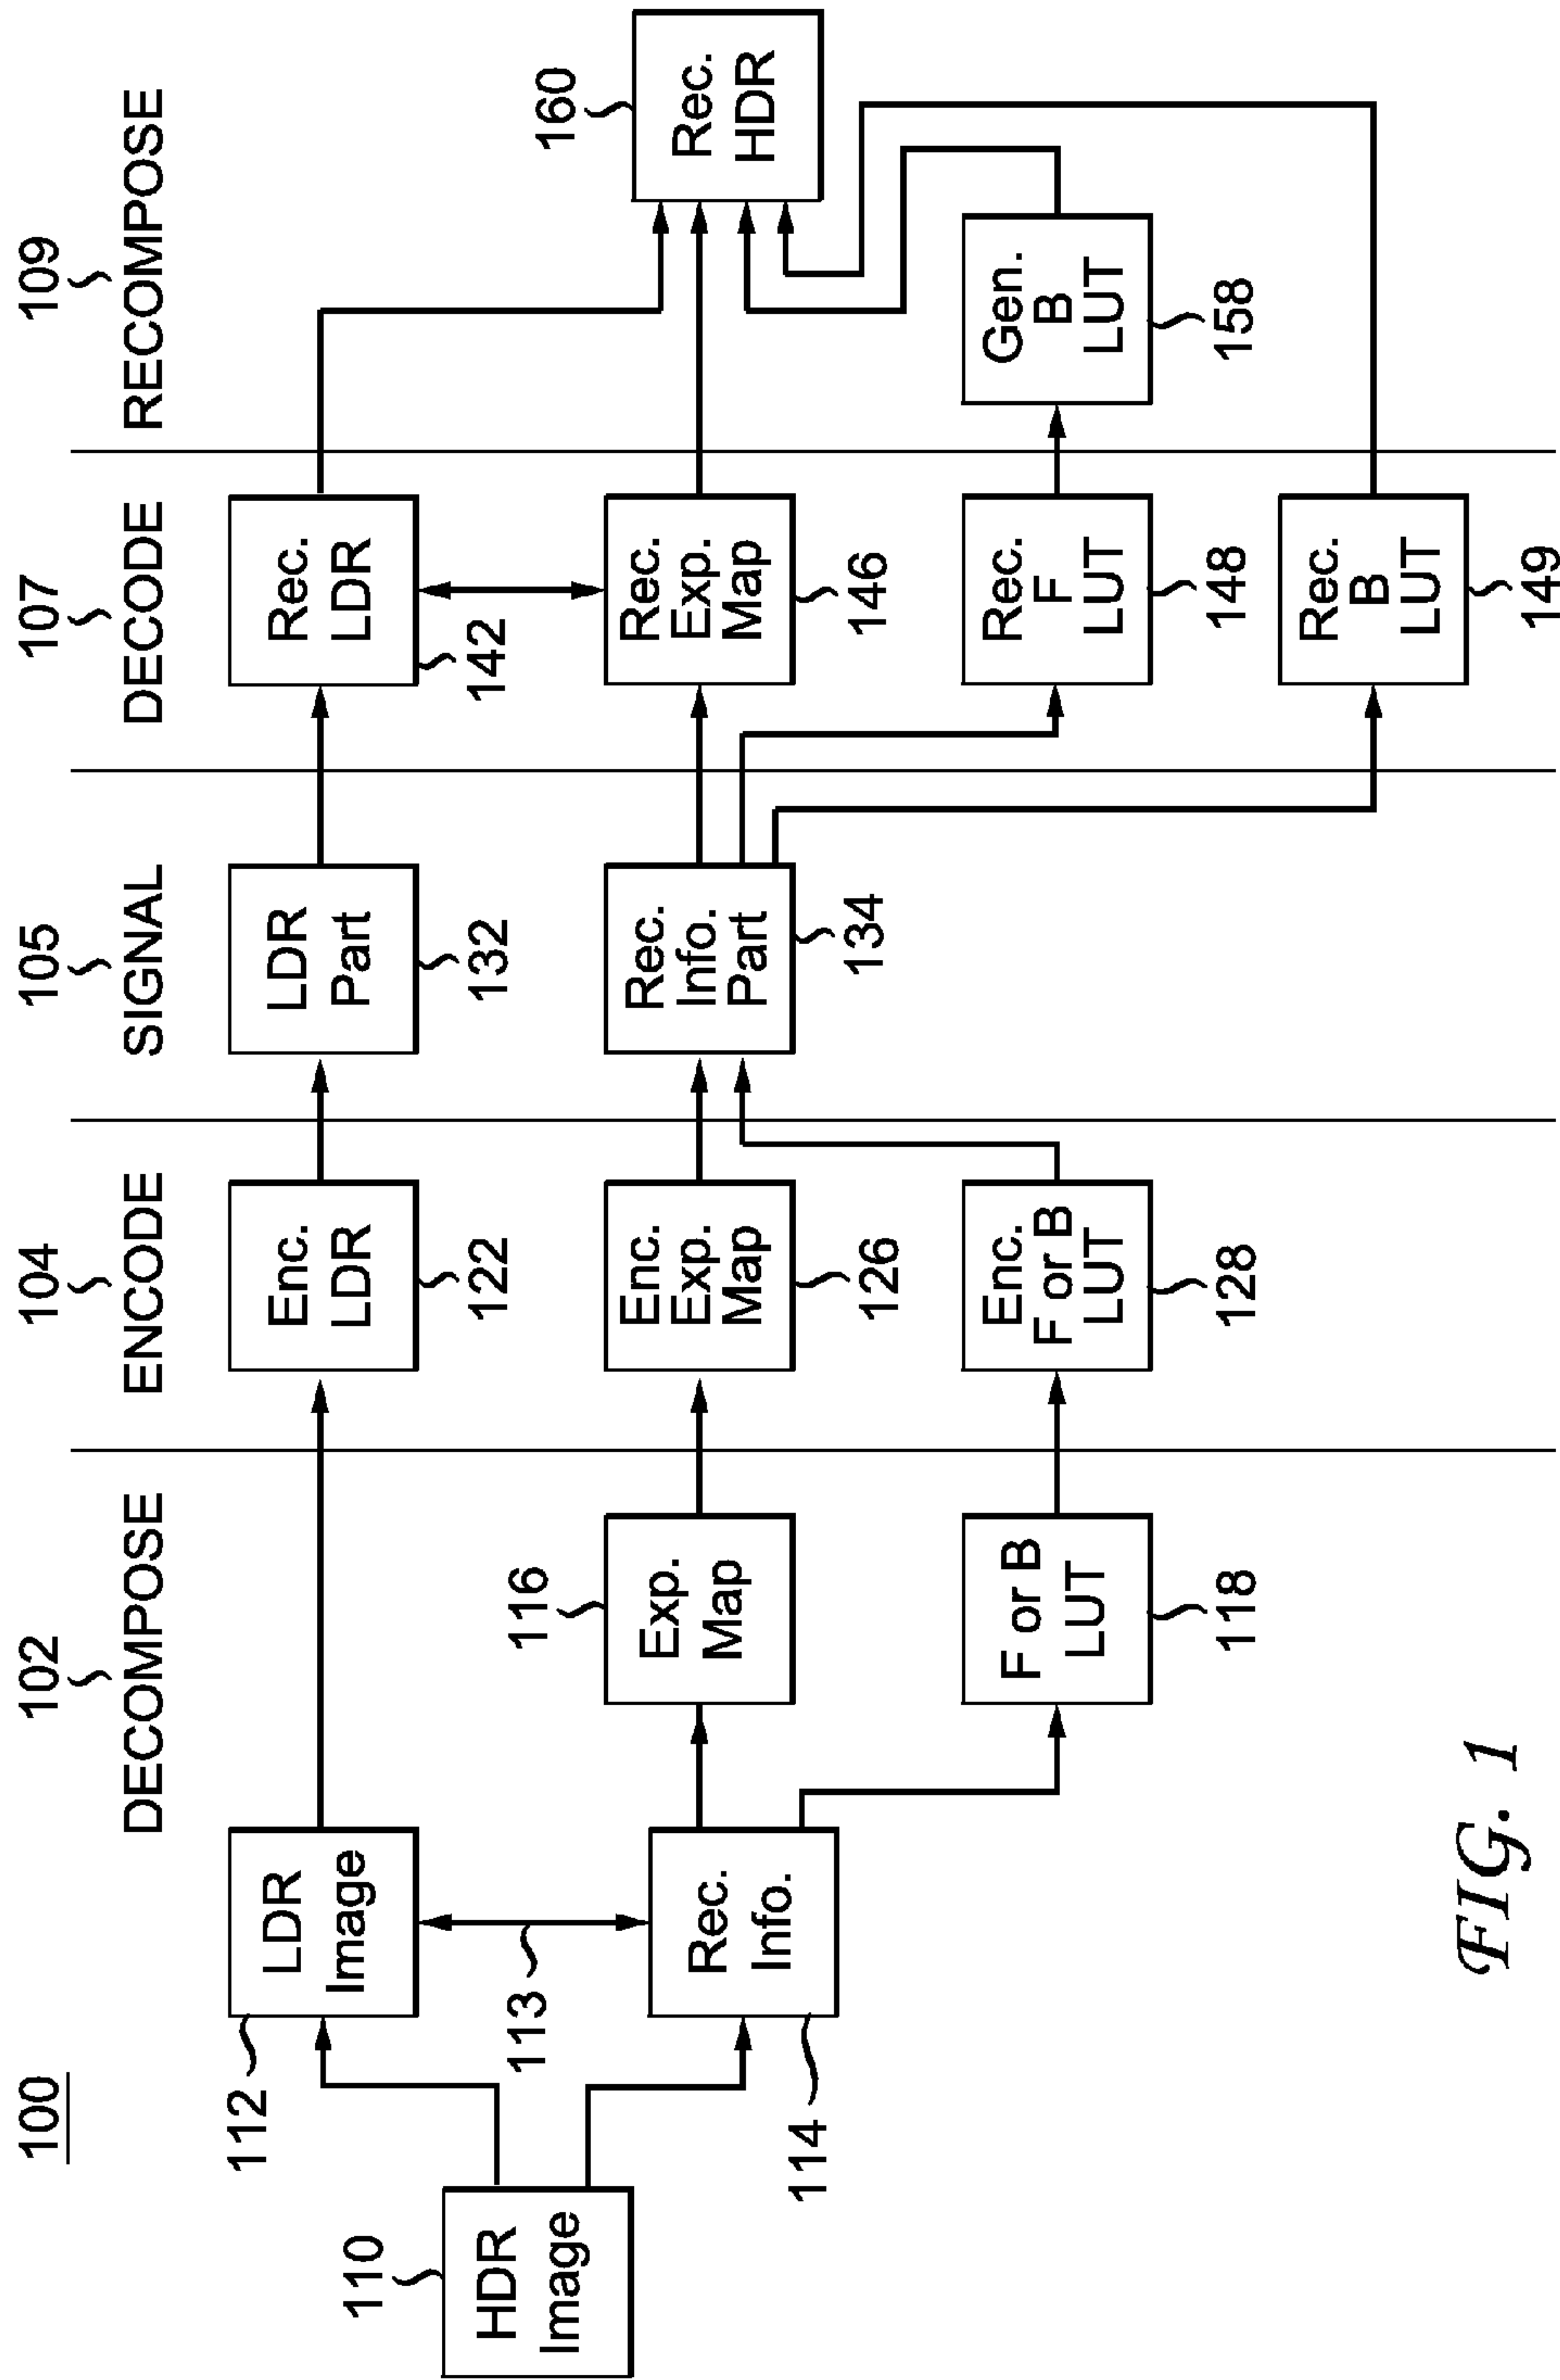 100
102
DECOMPOSE
104
ENCODE
105
SIGNAL
107
DECODE
109
RECOMPOSE
110
HDR
Image
112
LDR
Image
113
114
Rec.
Info.
116
Exp.
Map
118
F or B
LUT
Enc.
LDR
122
Enc.
Exp.
Map
126
Enc.
F or B
LUT
128
LDR
Part
132
Rec.
Info.
Part
134
Rec.
LDR
142
Rec.
Exp.
Map
146
Rec.
F
LUT
148
Rec.
B
LUT
149
Gen.
B
LUT
158
160
Rec.
HDR
FIG. 1